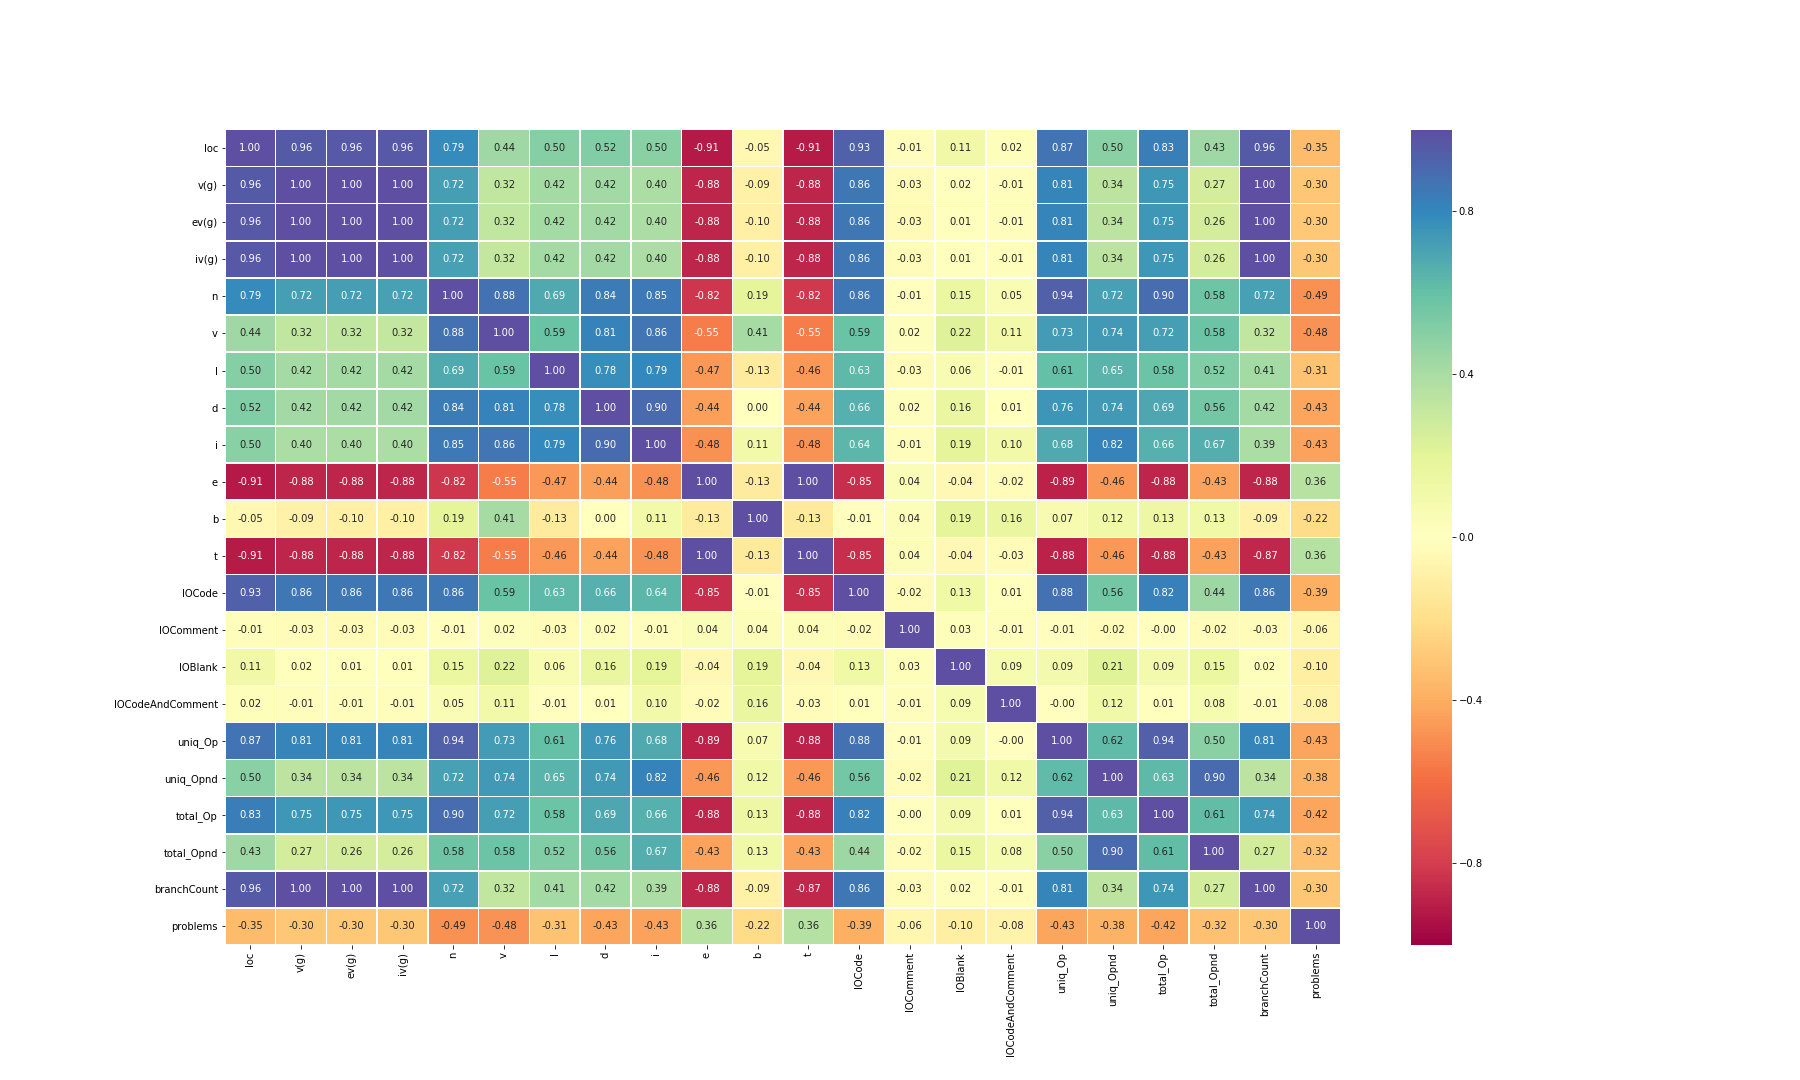 loc 1.00 0.96 0.96 0.96 0.79 0.44 0.50 0.52 0.50 -0.91 -0.05 -0.91 0.93 -0.01 0.11 0.02 0.87 0.50 0.83 0.43 0.96 -0.35
v(g) 0.96 1.00 1.00 1.00 0.72 0.32 0.42 0.42 0.40 -0.88 -0.09 -0.88 0.86 -0.03 0.02 -0.01 0.81 0.34 0.75 0.27 1.00 -0.30
0.8
ev(g) 0.96 1.00 1.00 1.00 0.72 0.32 0.42 0.42 0.40 -0.88 -0.10 -0.88 0.86 -0.03 0.01 -0.01 0.81 0.34 0.75 0.26 1.00 -0.30
iv(g) 0.96 1.00 1.00 1.00 0.72 0.32 0.42 0.42 0.40 -0.88 -0.10 -0.88 0.86 -0.03 0.01 -0.01 0.81 0.34 0.75 0.26 1.00 -0.30
n 0.79 0.72 0.72 0.72 1.00 0.88 0.69 0.84 0.85 -0.82 0.19 -0.82 0.86 -0.01 0.15 0.05 0.94 0.72 0.90 0.58 0.72 -0.49
v 0.44 0.32 0.32 0.32 0.88 1.00 0.59 0.81 0.86 -0.55 0.41 -0.55 0.59 0.02 0.22 0.11 0.73 0.74 0.72 0.58 0.32 -0.48
l 0.50 0.42 0.42 0.42 0.69 0.59 1.00 0.78 0.79 -0.47 -0.13 -0.46 0.63 -0.03 0.06 -0.01 0.61 0.65 0.58 0.52 0.41 -0.31
0.4
d 0.52 0.42 0.42 0.42 0.84 0.81 0.78 1.00 0.90 -0.44 0.00 -0.44 0.66 0.02 0.16 0.01 0.76 0.74 0.69 0.56 0.42 -0.43
i 0.50 0.40 0.40 0.40 0.85 0.86 0.79 0.90 1.00 -0.48 0.11 -0.48 0.64 -0.01 0.19 0.10 0.68 0.82 0.66 0.67 0.39 -0.43
e -0.91 -0.88 -0.88 -0.88 -0.82 -0.55 -0.47 -0.44 -0.48 1.00 -0.13 1.00 -0.85 0.04 -0.04 -0.02 -0.89 -0.46 -0.88 -0.43 -0.88 0.36
b -0.05 -0.09 -0.10 -0.10 0.19 0.41 -0.13 0.00 0.11 -0.13 1.00 -0.13 -0.01 0.04 0.19 0.16 0.07 0.12 0.13 0.13 -0.09 -0.22
0.0
t -0.91 -0.88 -0.88 -0.88 -0.82 -0.55 -0.46 -0.44 -0.48 1.00 -0.13 1.00 -0.85 0.04 -0.04 -0.03 -0.88 -0.46 -0.88 -0.43 -0.87 0.36
lOCode 0.93 0.86 0.86 0.86 0.86 0.59 0.63 0.66 0.64 -0.85 -0.01 -0.85 1.00 -0.02 0.13 0.01 0.88 0.56 0.82 0.44 0.86 -0.39
lOComment -0.01 -0.03 -0.03 -0.03 -0.01 0.02 -0.03 0.02 -0.01 0.04 0.04 0.04 -0.02 1.00 0.03 -0.01 -0.01 -0.02 -0.00 -0.02 -0.03 -0.06
lOBlank 0.11 0.02 0.01 0.01 0.15 0.22 0.06 0.16 0.19 -0.04 0.19 -0.04 0.13 0.03 1.00 0.09 0.09 0.21 0.09 0.15 0.02 -0.10
lOCodeAndComment 0.02 -0.01 -0.01 -0.01 0.05 0.11 -0.01 0.01 0.10 -0.02 0.16 -0.03 0.01 -0.01 0.09 1.00 -0.00 0.12 0.01 0.08 -0.01 -0.08
−0.4
uniq_Op 0.87 0.81 0.81 0.81 0.94 0.73 0.61 0.76 0.68 -0.89 0.07 -0.88 0.88 -0.01 0.09 -0.00 1.00 0.62 0.94 0.50 0.81 -0.43
uniq_Opnd 0.50 0.34 0.34 0.34 0.72 0.74 0.65 0.74 0.82 -0.46 0.12 -0.46 0.56 -0.02 0.21 0.12 0.62 1.00 0.63 0.90 0.34 -0.38
total_Op 0.83 0.75 0.75 0.75 0.90 0.72 0.58 0.69 0.66 -0.88 0.13 -0.88 0.82 -0.00 0.09 0.01 0.94 0.63 1.00 0.61 0.74 -0.42
total_Opnd 0.43 0.27 0.26 0.26 0.58 0.58 0.52 0.56 0.67 -0.43 0.13 -0.43 0.44 -0.02 0.15 0.08 0.50 0.90 0.61 1.00 0.27 -0.32
−0.8
branchCount 0.96 1.00 1.00 1.00 0.72 0.32 0.41 0.42 0.39 -0.88 -0.09 -0.87 0.86 -0.03 0.02 -0.01 0.81 0.34 0.74 0.27 1.00 -0.30
problems -0.35 -0.30 -0.30 -0.30 -0.49 -0.48 -0.31 -0.43 -0.43 0.36 -0.22 0.36 -0.39 -0.06 -0.10 -0.08 -0.43 -0.38 -0.42 -0.32 -0.30 1.00
loc v(g) ev(g) iv(g) n v l d i e b t lOCode lOComment lOBlank lOCodeAndComment uniq_Op uniq_Opnd total_Op total_Opnd branchCount problems